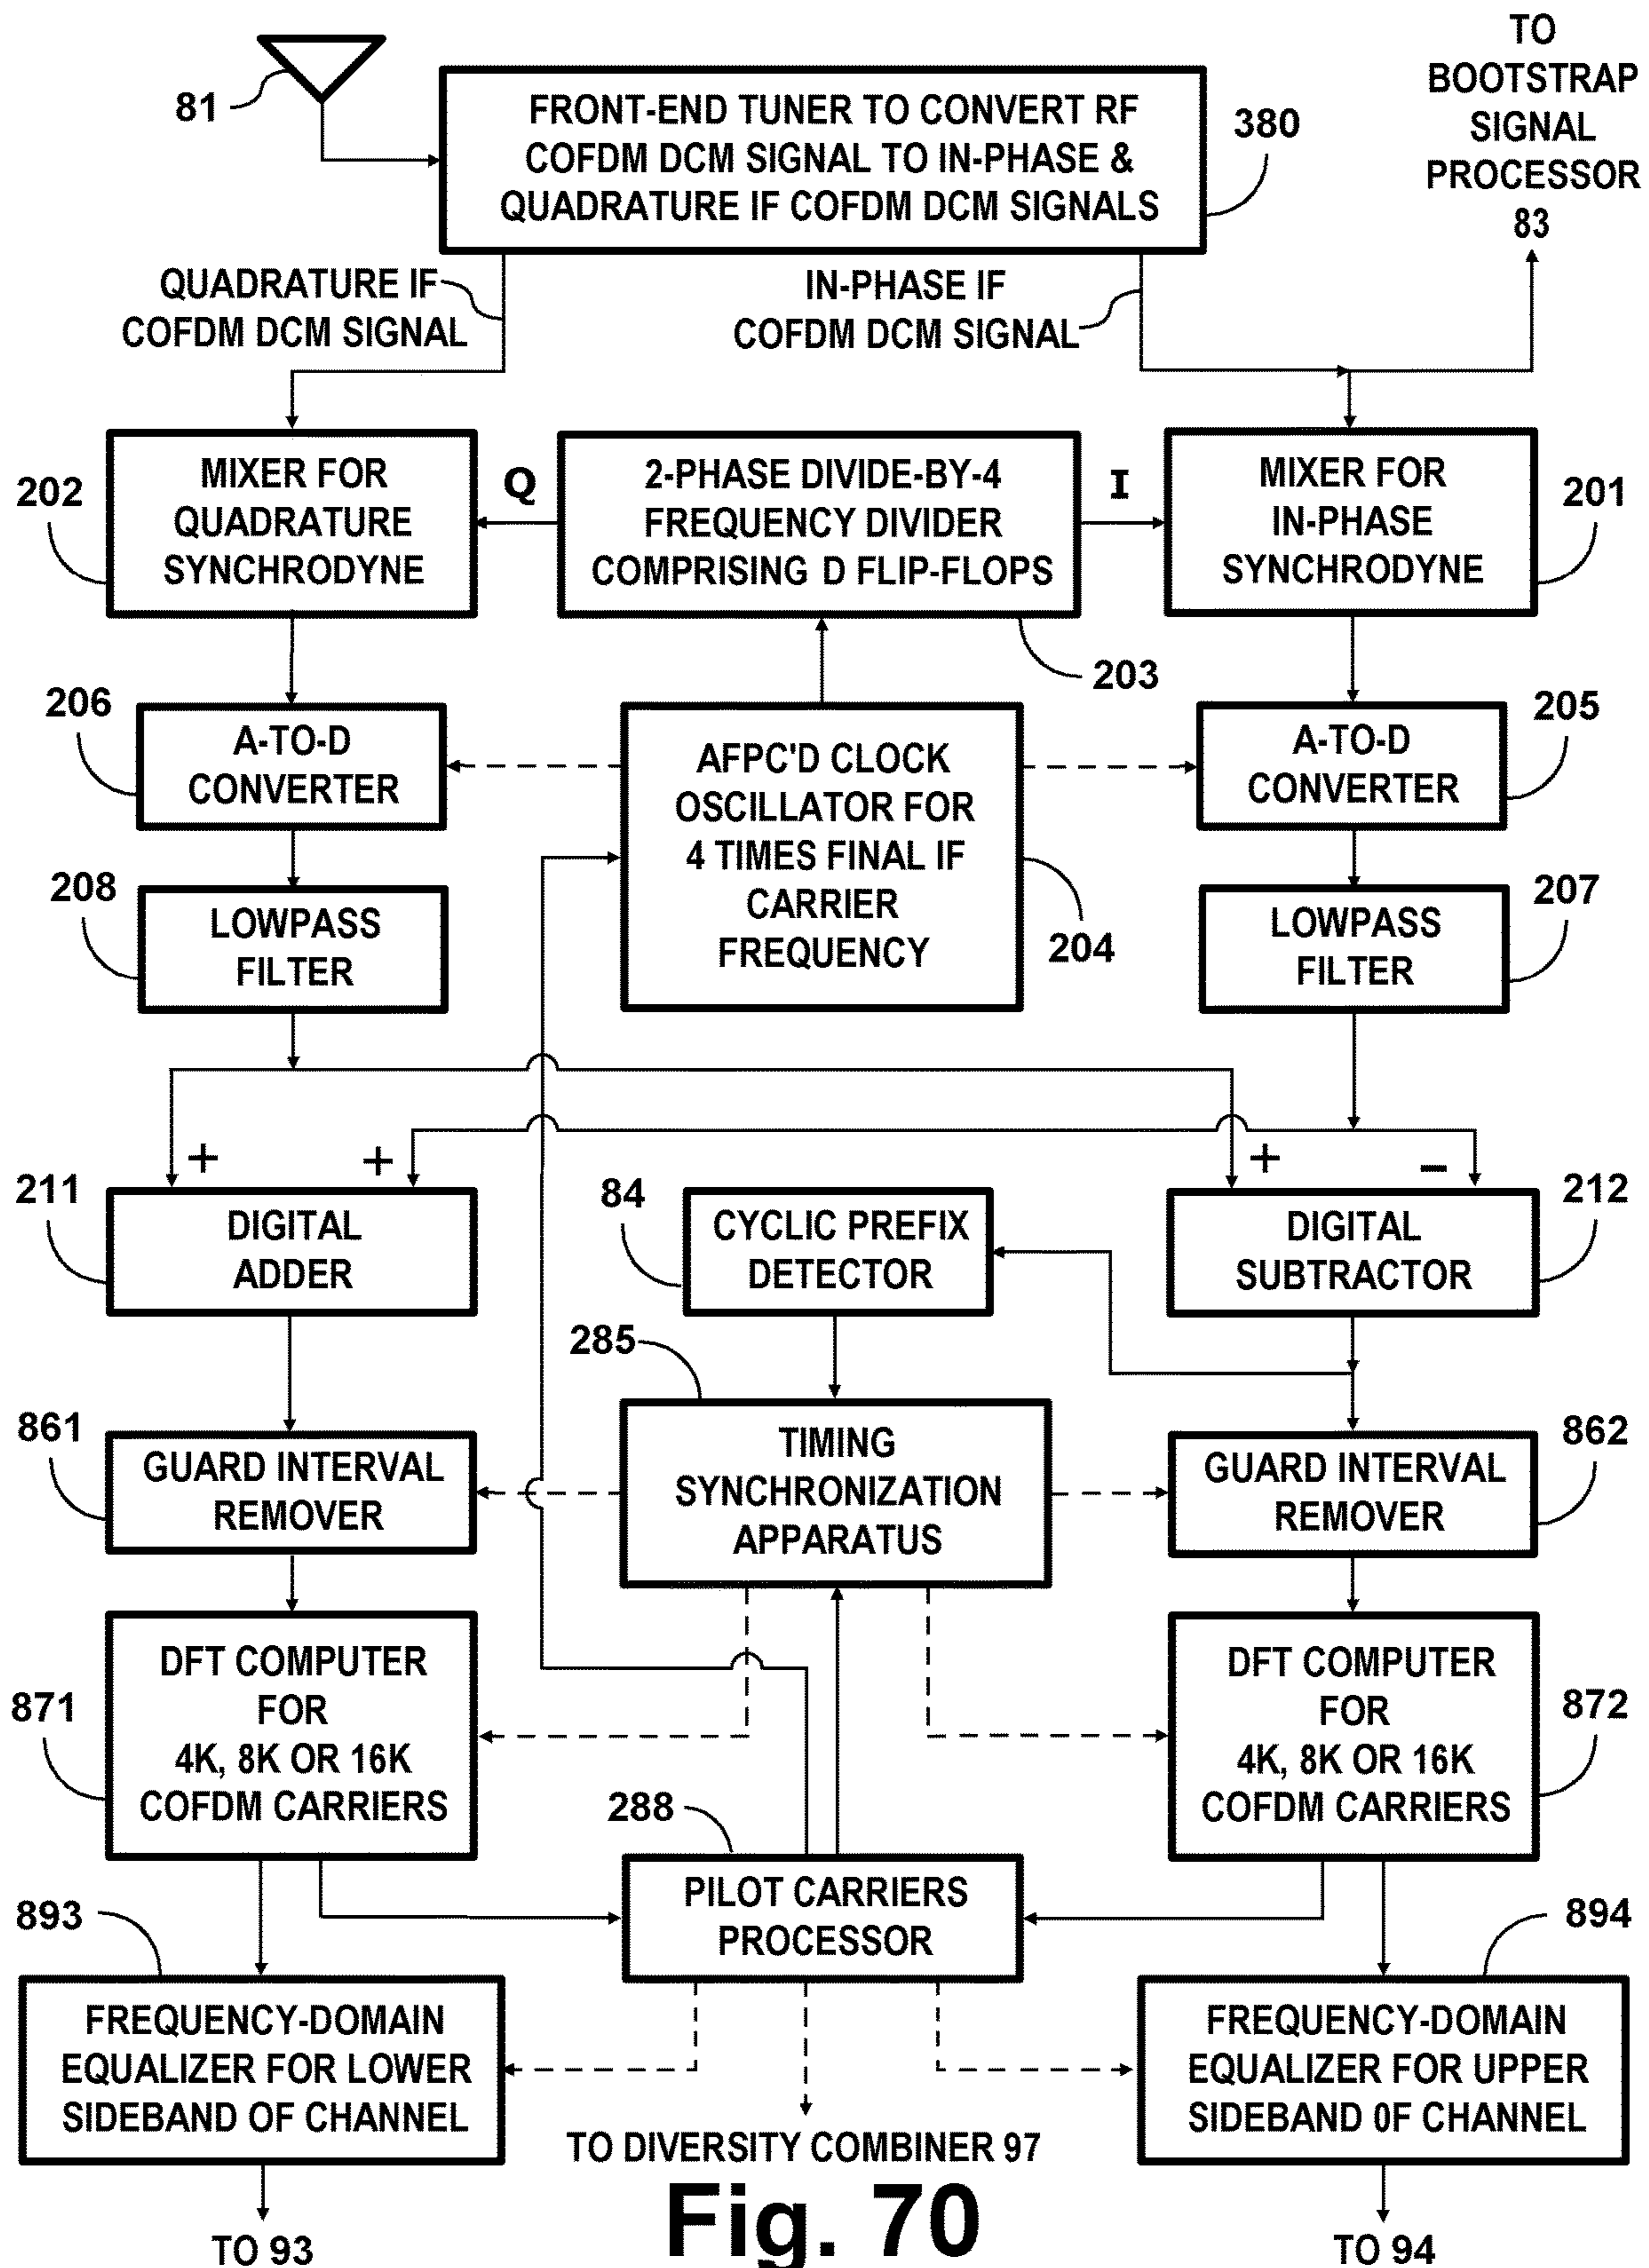 81
FRONT-END TUNER TO CONVERT RF
COFDM DCM SIGNAL TO IN-PHASE &
QUADRATURE IF COFDM DCM SIGNALS
380
TO
BOOTSTRAP
SIGNAL
PROCESSOR
83
QUADRATURE IF
COFDM DCM SIGNAL
IN-PHASE IF
COFDM DCM SIGNAL
202
MIXER FOR
QUADRATURE
SYNCHRODYNE
Q
2-PHASE DIVIDE-BY-4
FREQUENCY DIVIDER
COMPRISING D FLIP-FLOPS
I
MIXER FOR
IN-PHASE
SYNCHRODYNE
201
203
206
A-TO-D
CONVERTER
AFPC'D CLOCK
OSCILLATOR FOR
4 TIMES FINAL IF
CARRIER
FREQUENCY
204
A-TO-D
CONVERTER
205
208
LOWPASS
FILTER
LOWPASS
FILTER
207
+
+
+
−
211
DIGITAL
ADDER
84
CYCLIC PREFIX
DETECTOR
DIGITAL
SUBTRACTOR
212
285
861
GUARD INTERVAL
REMOVER
TIMING
SYNCHRONIZATION
APPARATUS
GUARD INTERVAL
REMOVER
862
871
DFT COMPUTER
FOR
4K, 8K OR 16K
COFDM CARRIERS
DFT COMPUTER
FOR
4K, 8K OR 16K
COFDM CARRIERS
872
288
PILOT CARRIERS
PROCESSOR
893
FREQUENCY-DOMAIN
EQUALIZER FOR LOWER
SIDEBAND OF CHANNEL
894
FREQUENCY-DOMAIN
EQUALIZER FOR UPPER
SIDEBAND 0F CHANNEL
TO DIVERSITY COMBINER 97
TO 93
Fig. 70
TO 94